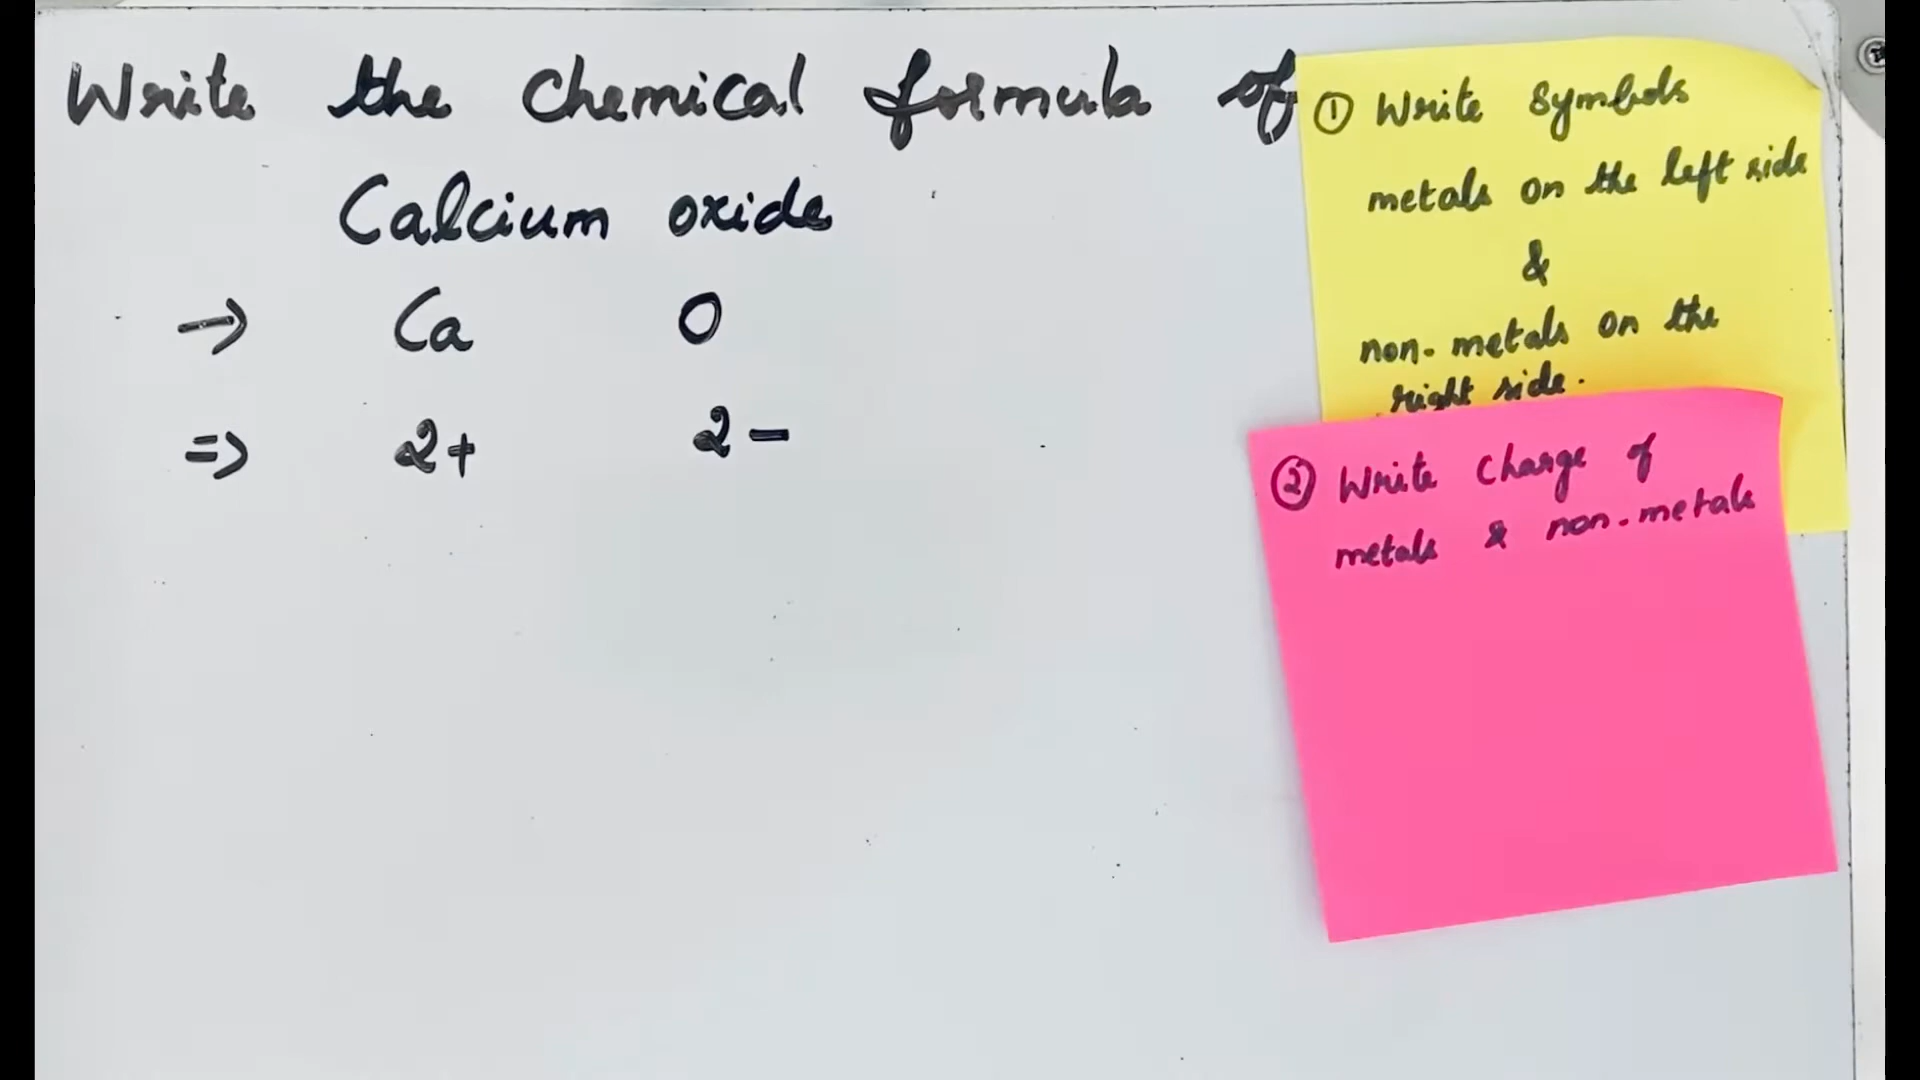 Write the Chemical formula of
Calcium oxide
→ Ca O
⇒ 2+ 2-
① Write symbols
metals on the left side
&
non-metals on the
right side.
② Write charge of
metals & non-metals